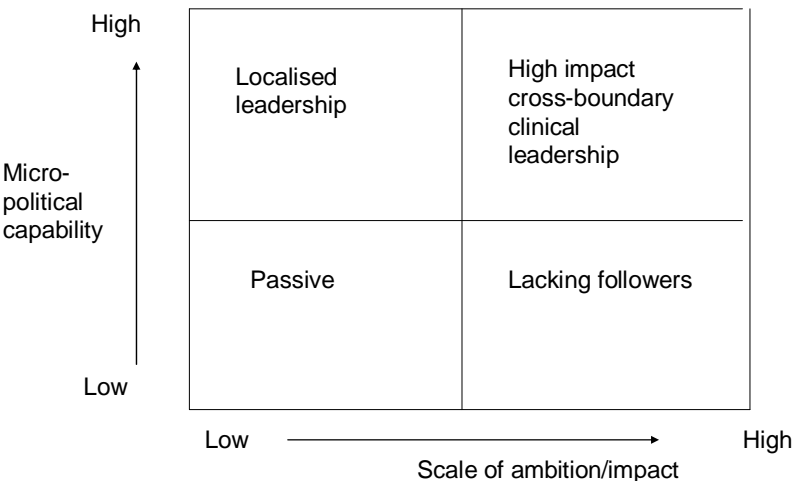 High
Localised
leadership
High impact
cross-boundary
clinical
leadership
Micro-
political
capability
Passive
Lacking followers
Low
Low
High
Scale of ambition/impact